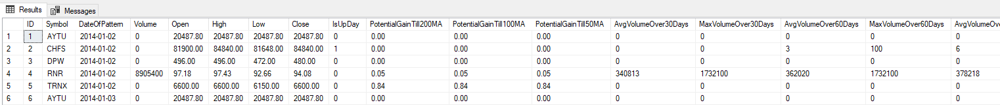 Results Messages
ID Symbol DateOfPattern Volume Open High Low Close IsUpDay PotentialGainTill200MA PotentialGainTill100MA PotentialGainTill50MA AvgVolumeOver30Days MaxVolumeOver30Days AvgVolumeOver60Days MaxVolumeOver60Days AvgVolumeO
1 1 AYTU 2014-01-02 0 20487.80 20487.80 20487.80 20487.80 0 0.00 0.00 0.00 0 0 0 0 0
2 2 CHFS 2014-01-02 0 81900.00 84840.00 81648.00 84840.00 1 0.00 0.00 0.00 0 0 3 100 6
3 3 DPW 2014-01-02 0 496.00 496.00 472.00 480.00 0 0.00 0.00 0.00 0 0 0 0 0
4 4 RNR 2014-01-02 8905400 97.18 97.43 92.66 94.08 0 0.05 0.05 0.05 340813 1732100 362020 1732100 378218
5 5 TRNX 2014-01-02 0 6600.00 6600.00 6150.00 6600.00 0 0.84 0.84 0.84 0 0 0 0 0
6 6 AYTU 2014-01-03 0 20487.80 20487.80 20487.80 20487.80 0 0.00 0.00 0.00 0 0 0 0 0